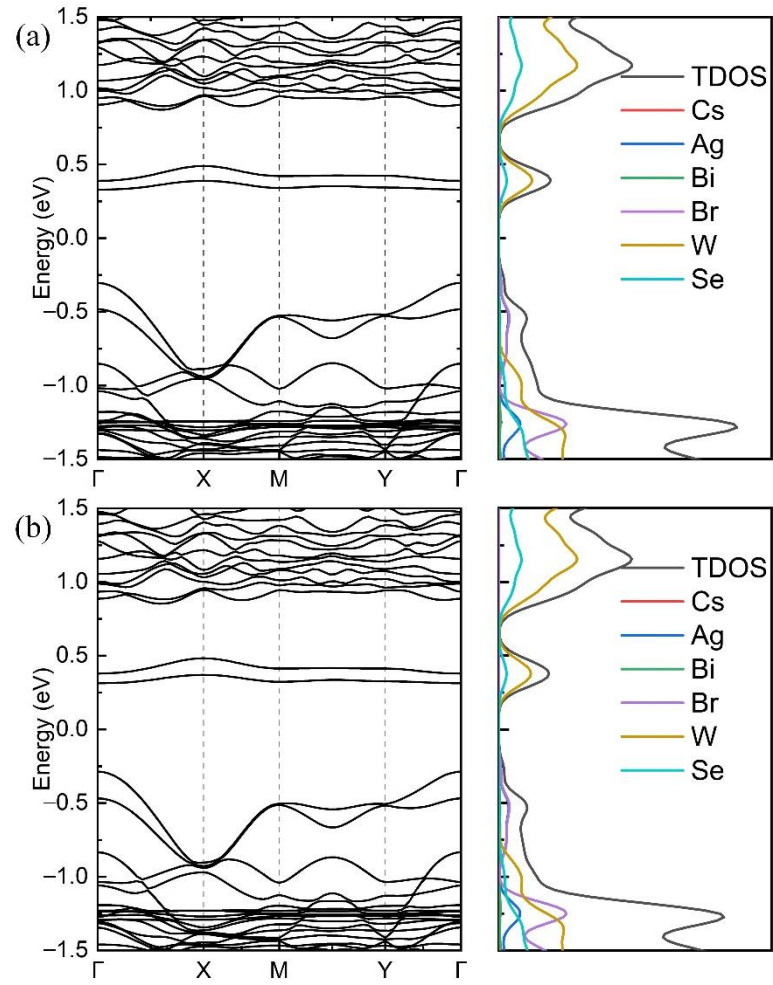 (a)
Energy (eV)
1.5
1.0
0.5
0.0
−0.5
−1.0
−1.5
Γ X M Y Γ
TDOS
Cs
Ag
Bi
Br
W
Se
(b)
Energy (eV)
1.5
1.0
0.5
0.0
−0.5
−1.0
−1.5
Γ X M Y Γ
TDOS
Cs
Ag
Bi
Br
W
Se